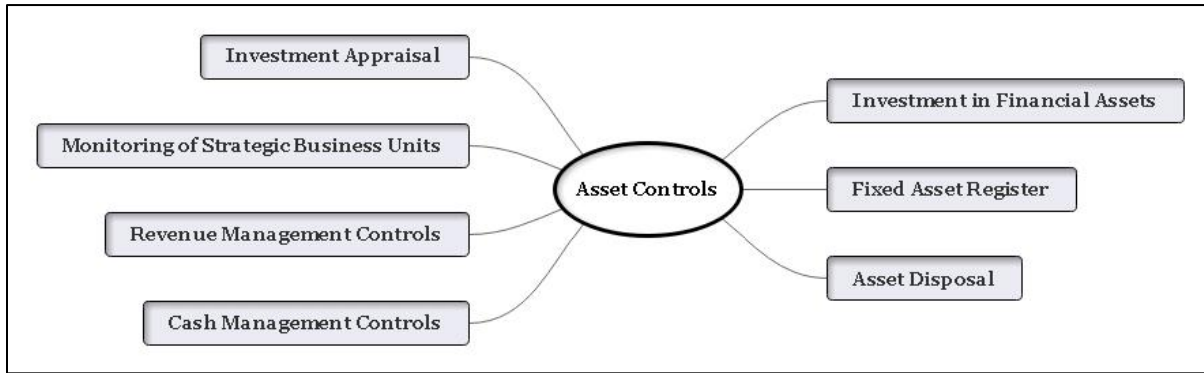 Investment Appraisal
Monitoring of Strategic Business Units
Revenue Management Controls
Cash Management Controls
Asset Controls
Investment in Financial Assets
Fixed Asset Register
Asset Disposal